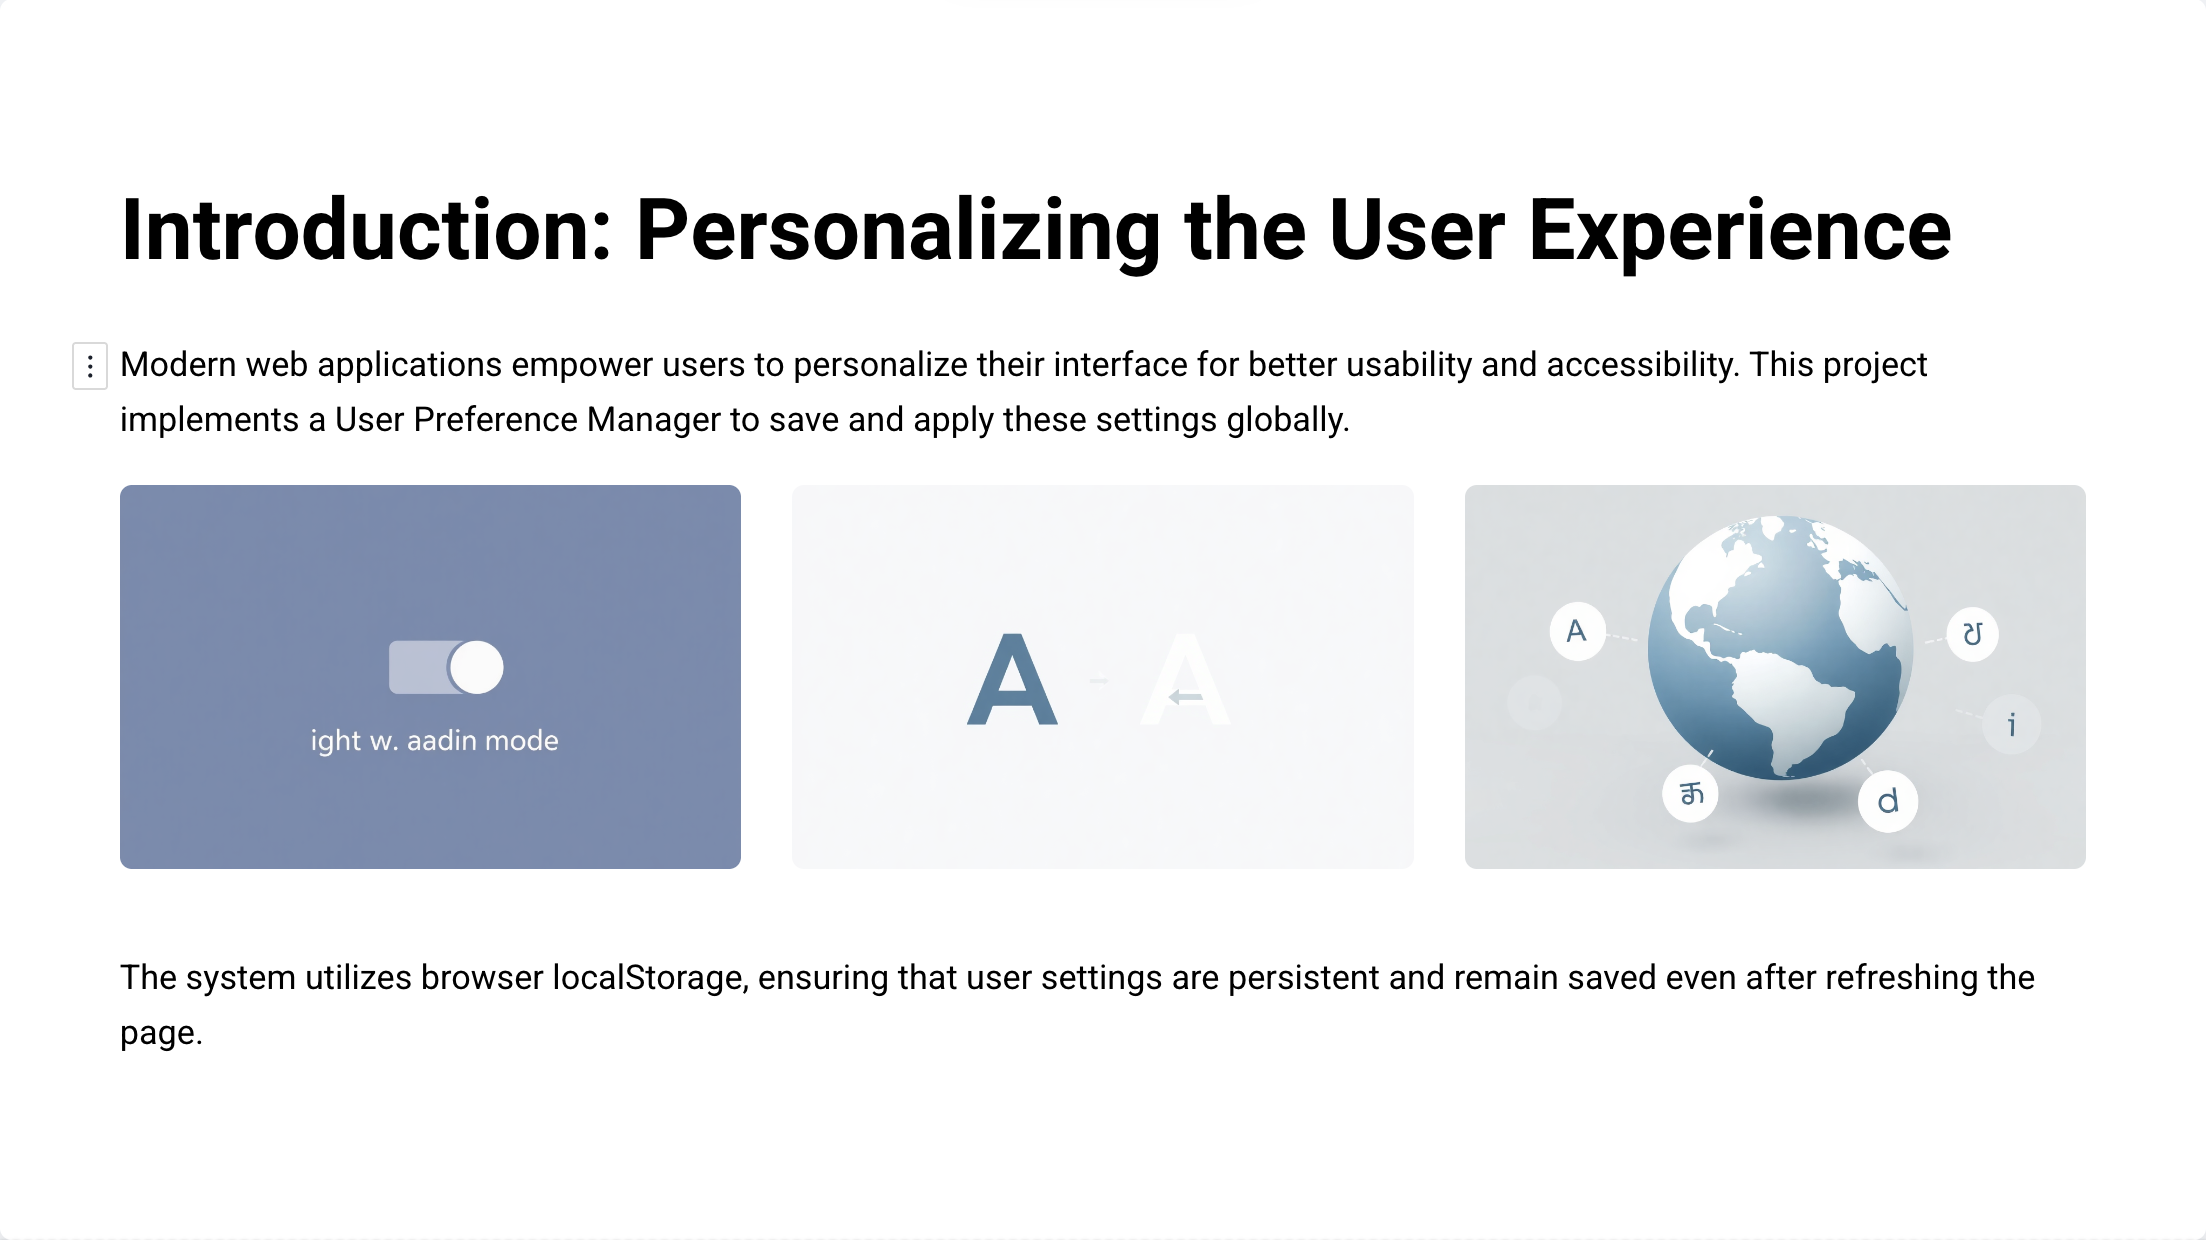 Introduction: Personalizing the User Experience
Modern web applications empower users to personalize their interface for better usability and accessibility. This project
implements a User Preference Manager to save and apply these settings globally.
ight w. aadin mode
A A
A
i
d
The system utilizes browser localStorage, ensuring that user settings are persistent and remain saved even after refreshing the
page.